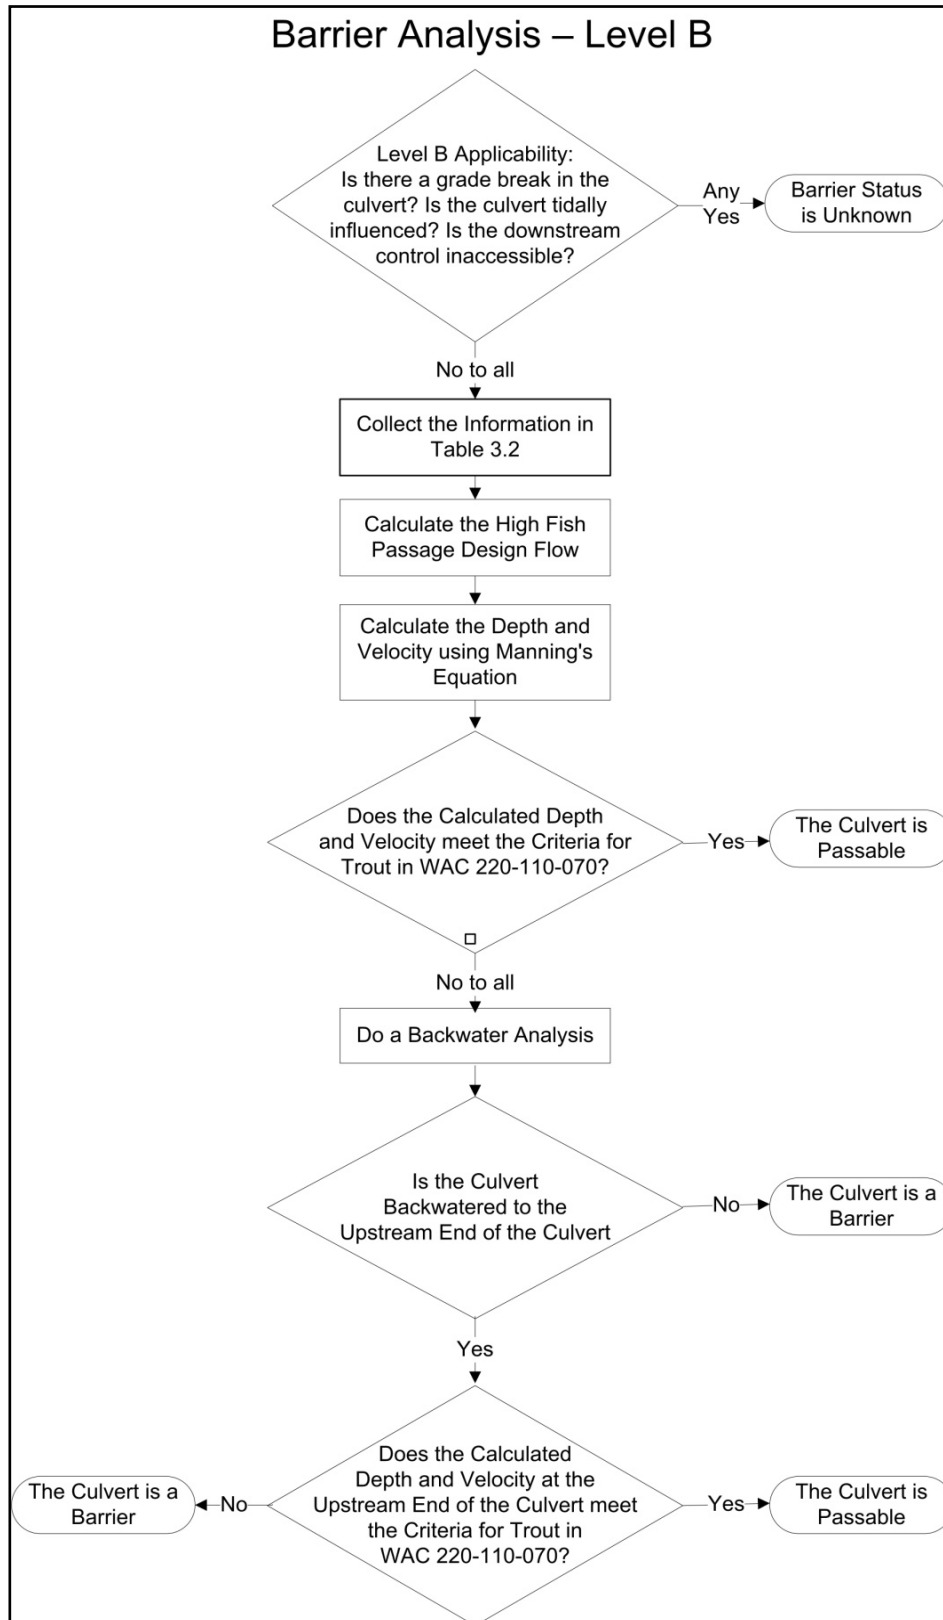 Barrier Analysis – Level B
Level B Applicability:
Is there a grade break in the
culvert? Is the culvert tidally
influenced? Is the downstream
control inaccessible?
Any
Yes
Barrier Status
is Unknown
No to all
Collect the Information in
Table 3.2
Calculate the High Fish
Passage Design Flow
Calculate the Depth and
Velocity using Manning's
Equation
Does the Calculated Depth
and Velocity meet the Criteria for
Trout in WAC 220-110-070?
Yes
The Culvert is
Passable
No to all
Do a Backwater Analysis
Is the Culvert
Backwatered to the
Upstream End of the Culvert
No
The Culvert is a
Barrier
Yes
Does the Calculated
Depth and Velocity at the
Upstream End of the Culvert meet
the Criteria for Trout in
WAC 220-110-070?
No
The Culvert is a
Barrier
Yes
The Culvert is
Passable